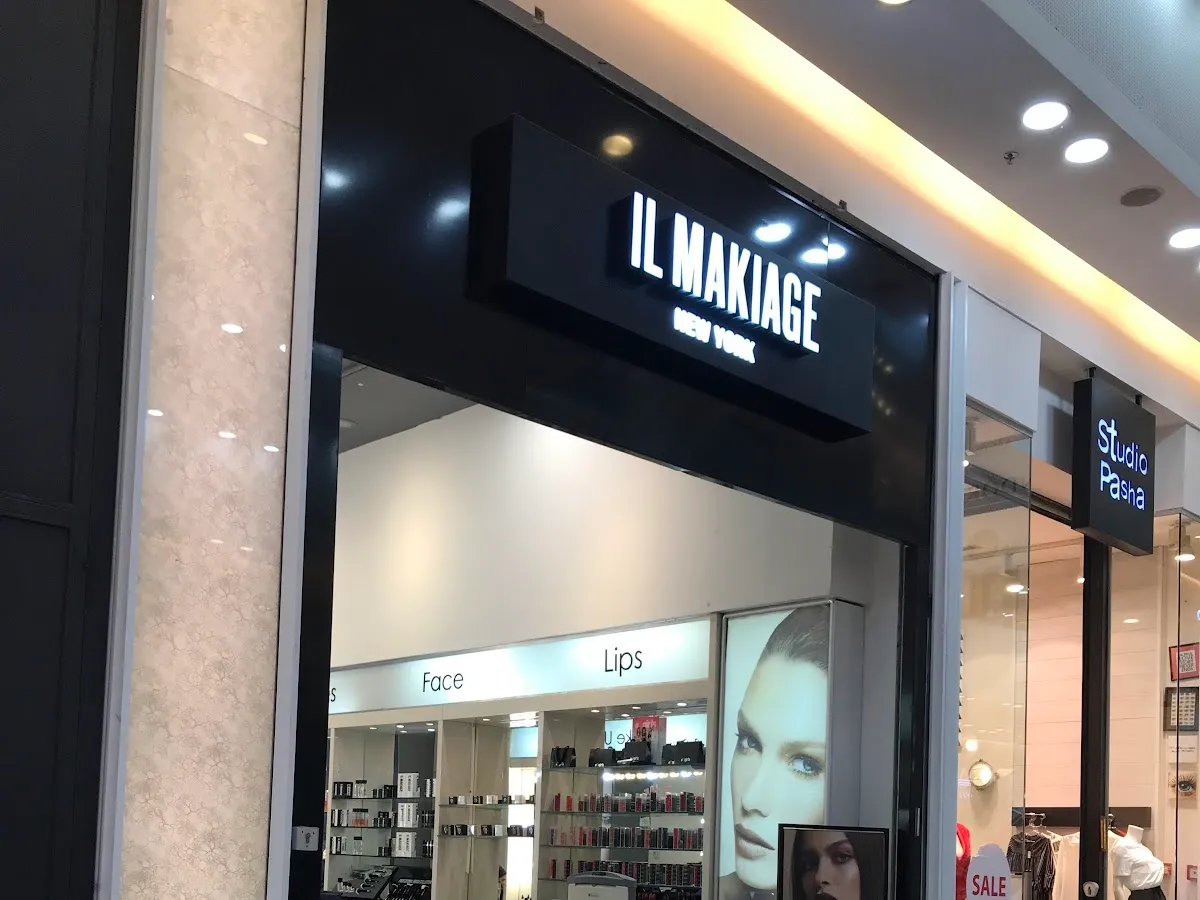 IL MAKIAGE
NEW YORK
Studio
Pasha
s
Face
Lips
SALE